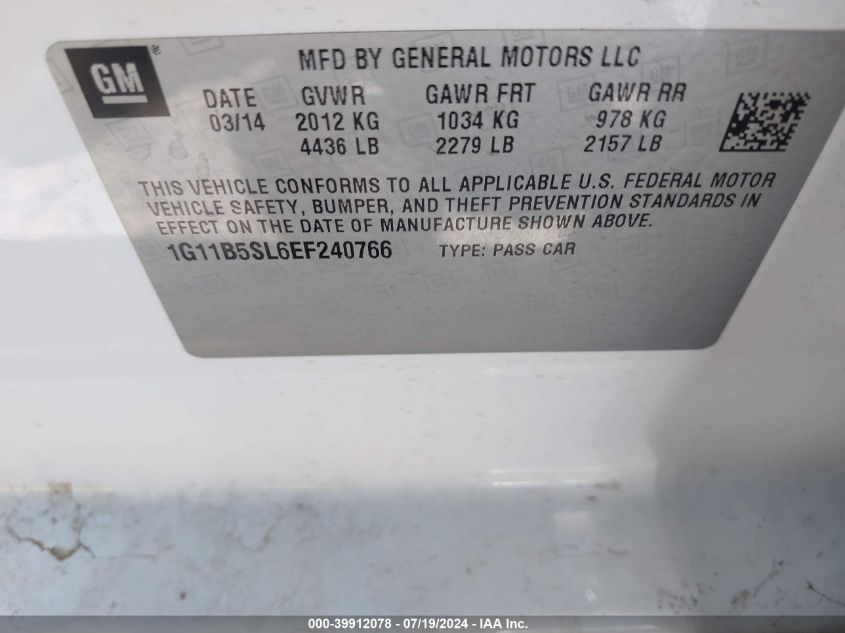 GM
MFD BY GENERAL MOTORS LLC
DATE GVWR GAWR FRT GAWR RR
03/14 2012 KG 1034 KG 978 KG
4436 LB 2279 LB 2157 LB
THIS VEHICLE CONFORMS TO ALL APPLICABLE U.S. FEDERAL MOTOR
VEHICLE SAFETY, BUMPER, AND THEFT PREVENTION STANDARDS IN
EFFECT ON THE DATE OF MANUFACTURE SHOWN ABOVE.
1G11B5SL6EF240766 TYPE: PASS CAR
000-39912078 - 07/19/2024 - IAA Inc.